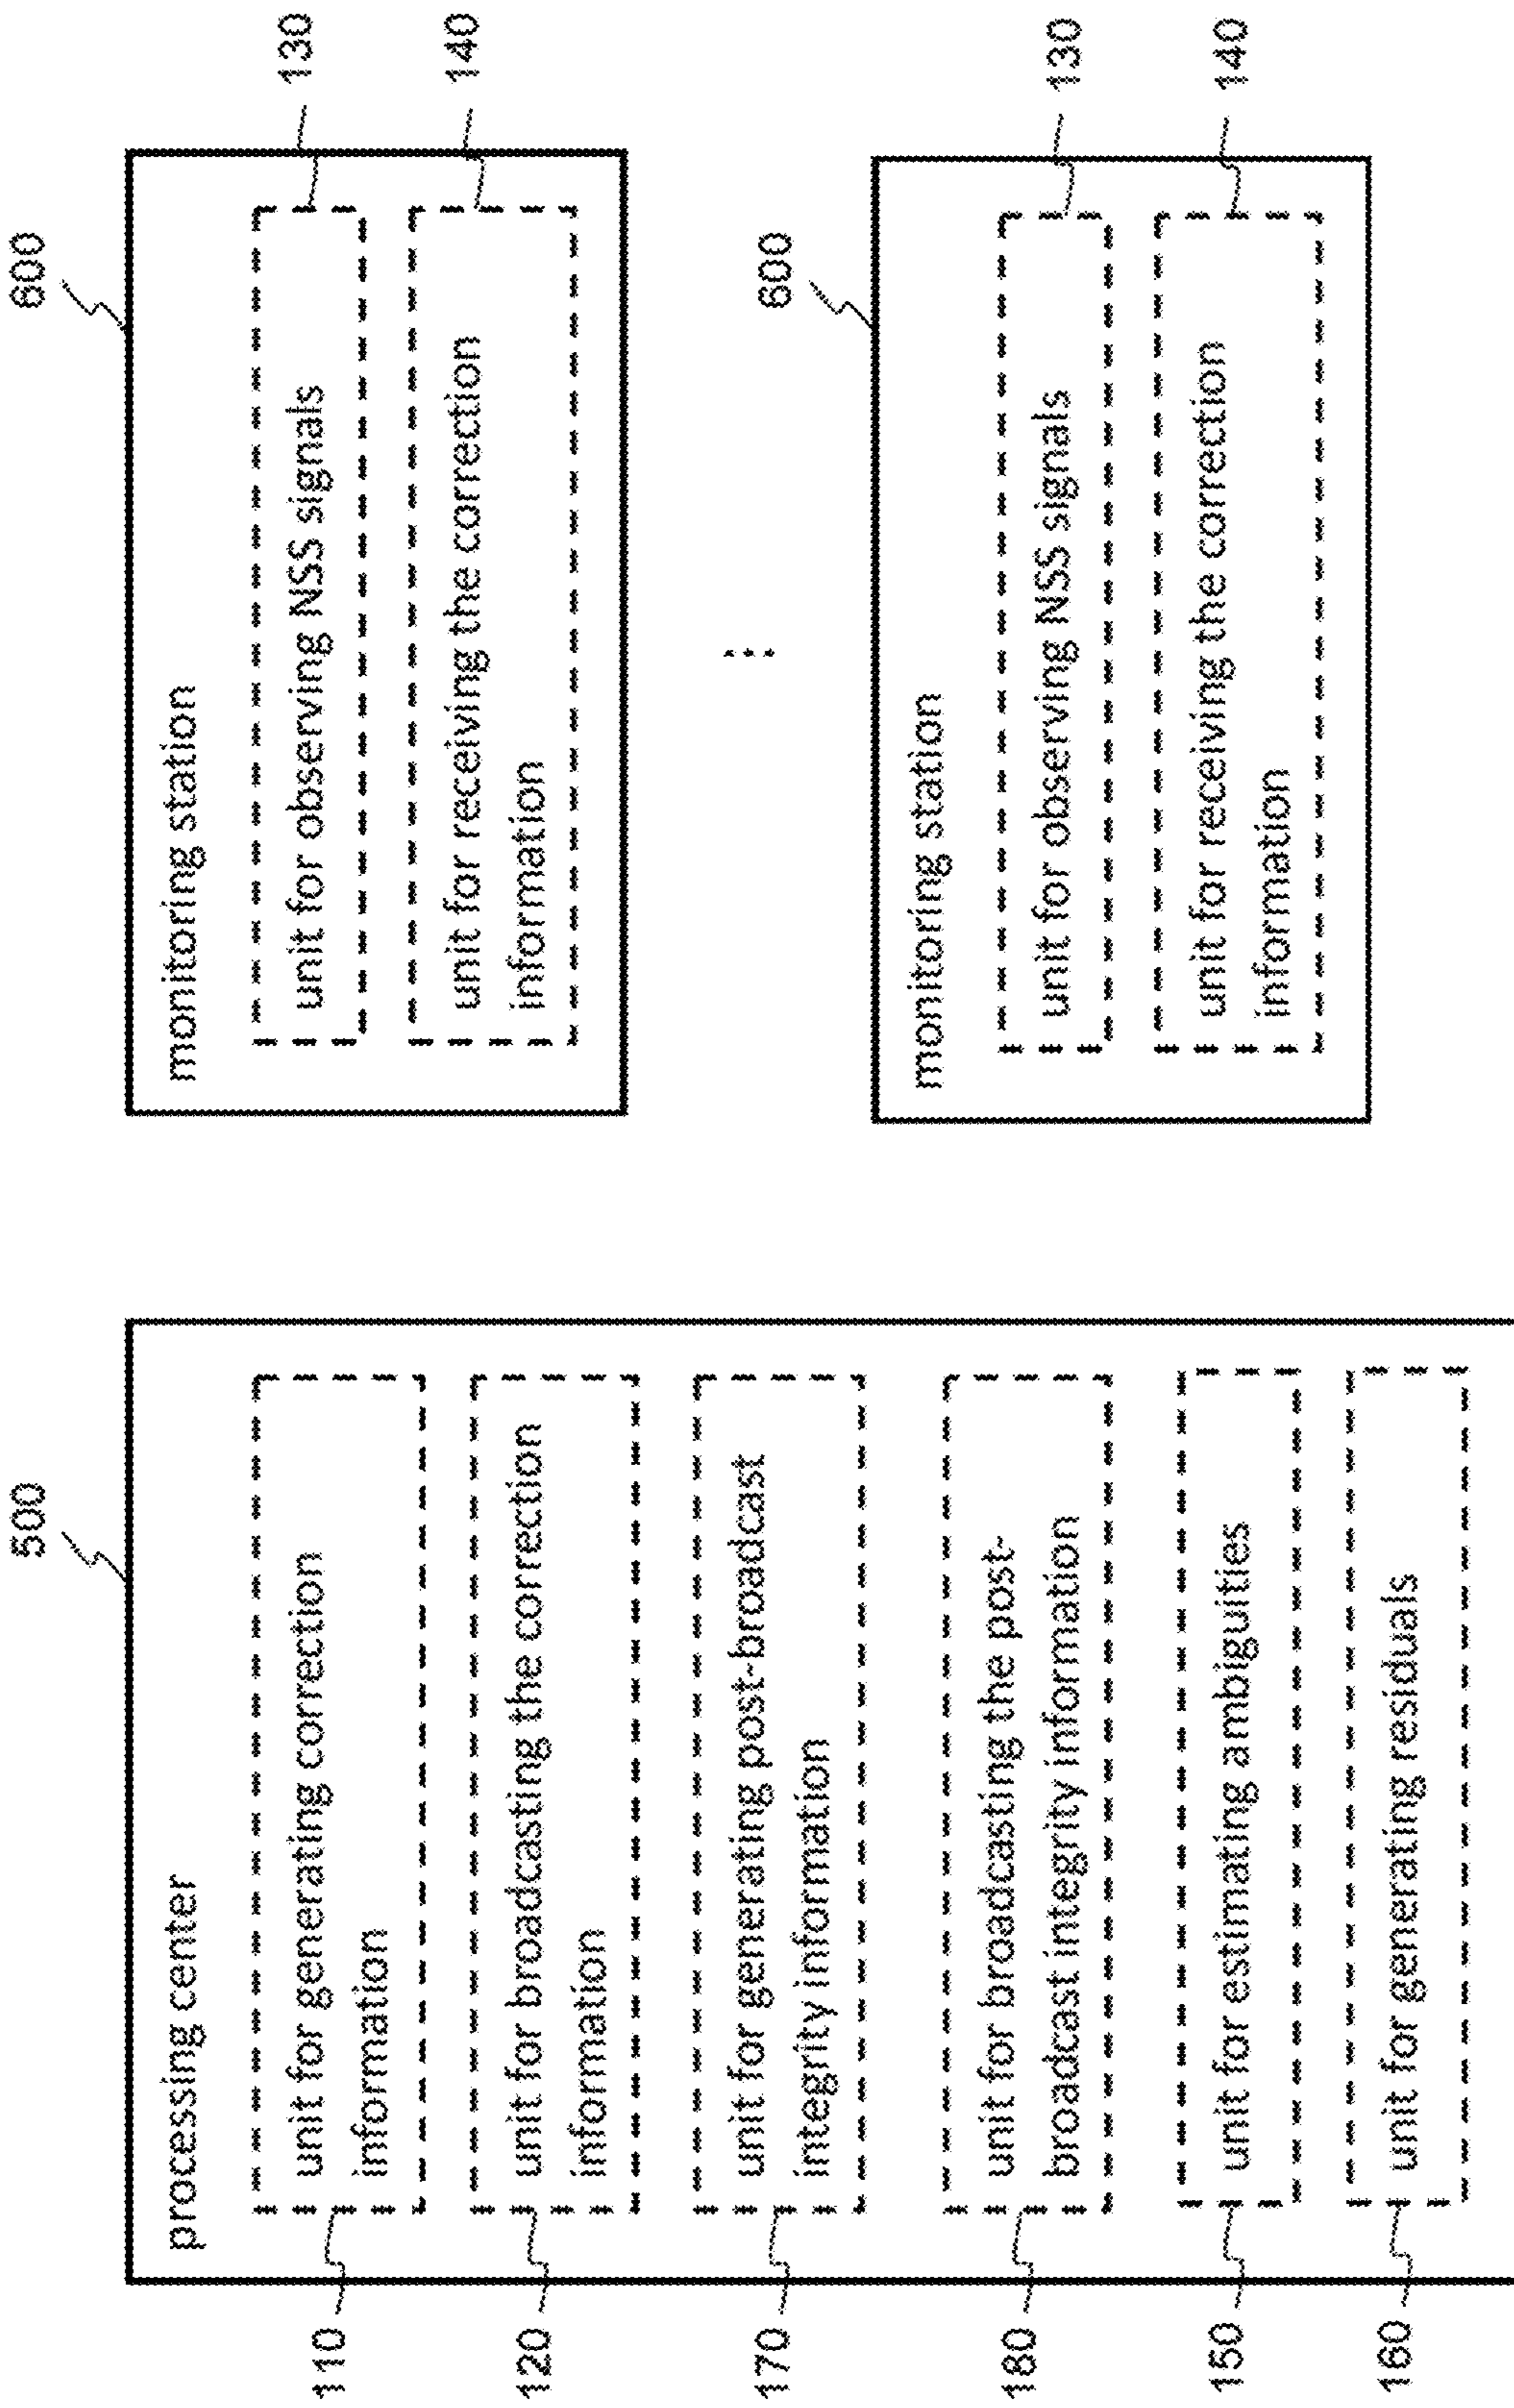 500
processing center
110
unit for generating correction
information
120
unit for broadcasting the correction
information
170
unit for generating post-broadcast
integrity information
180
unit for broadcasting the post-
broadcast integrity information
150
unit for estimating ambiguities
160
unit for generating residuals
600
monitoring station
unit for observing NSS signals
130
unit for receiving the correction
information
140
...
600
monitoring station
unit for observing NSS signals
130
unit for receiving the correction
information
140